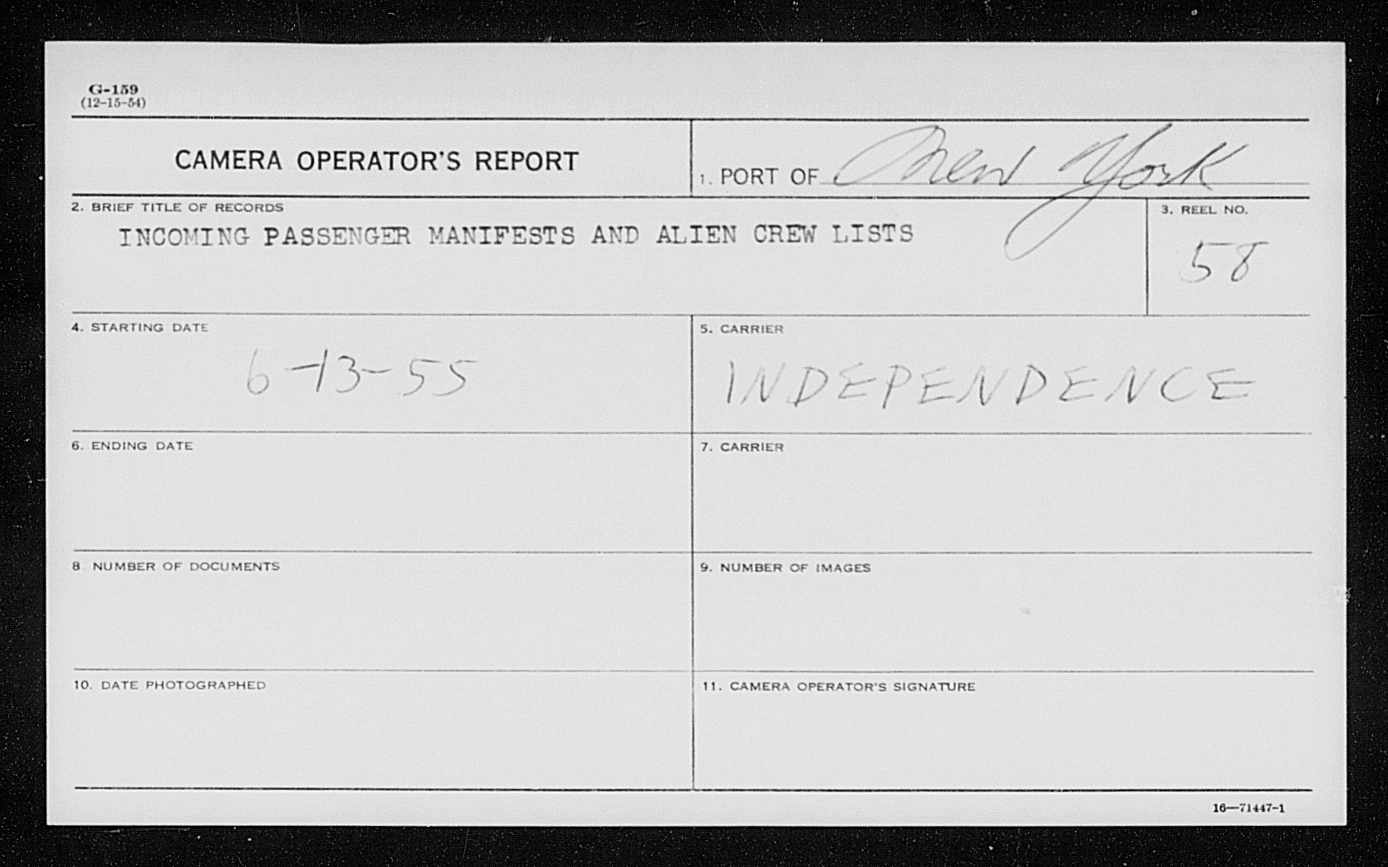 G-159
(12-15-54)
CAMERA OPERATOR'S REPORT
1. PORT OF New York
2. BRIEF TITLE OF RECORDS
INCOMING PASSENGER MANIFESTS AND ALIEN CREW LISTS
3. REEL NO.
58
4. STARTING DATE
6-13-55
5. CARRIER
INDEPENDENCE
6. ENDING DATE
7. CARRIER
8 NUMBER OF DOCUMENTS
9. NUMBER OF IMAGES
10. DATE PHOTOGRAPHED
11. CAMERA OPERATOR'S SIGNATURE
16—71447-1